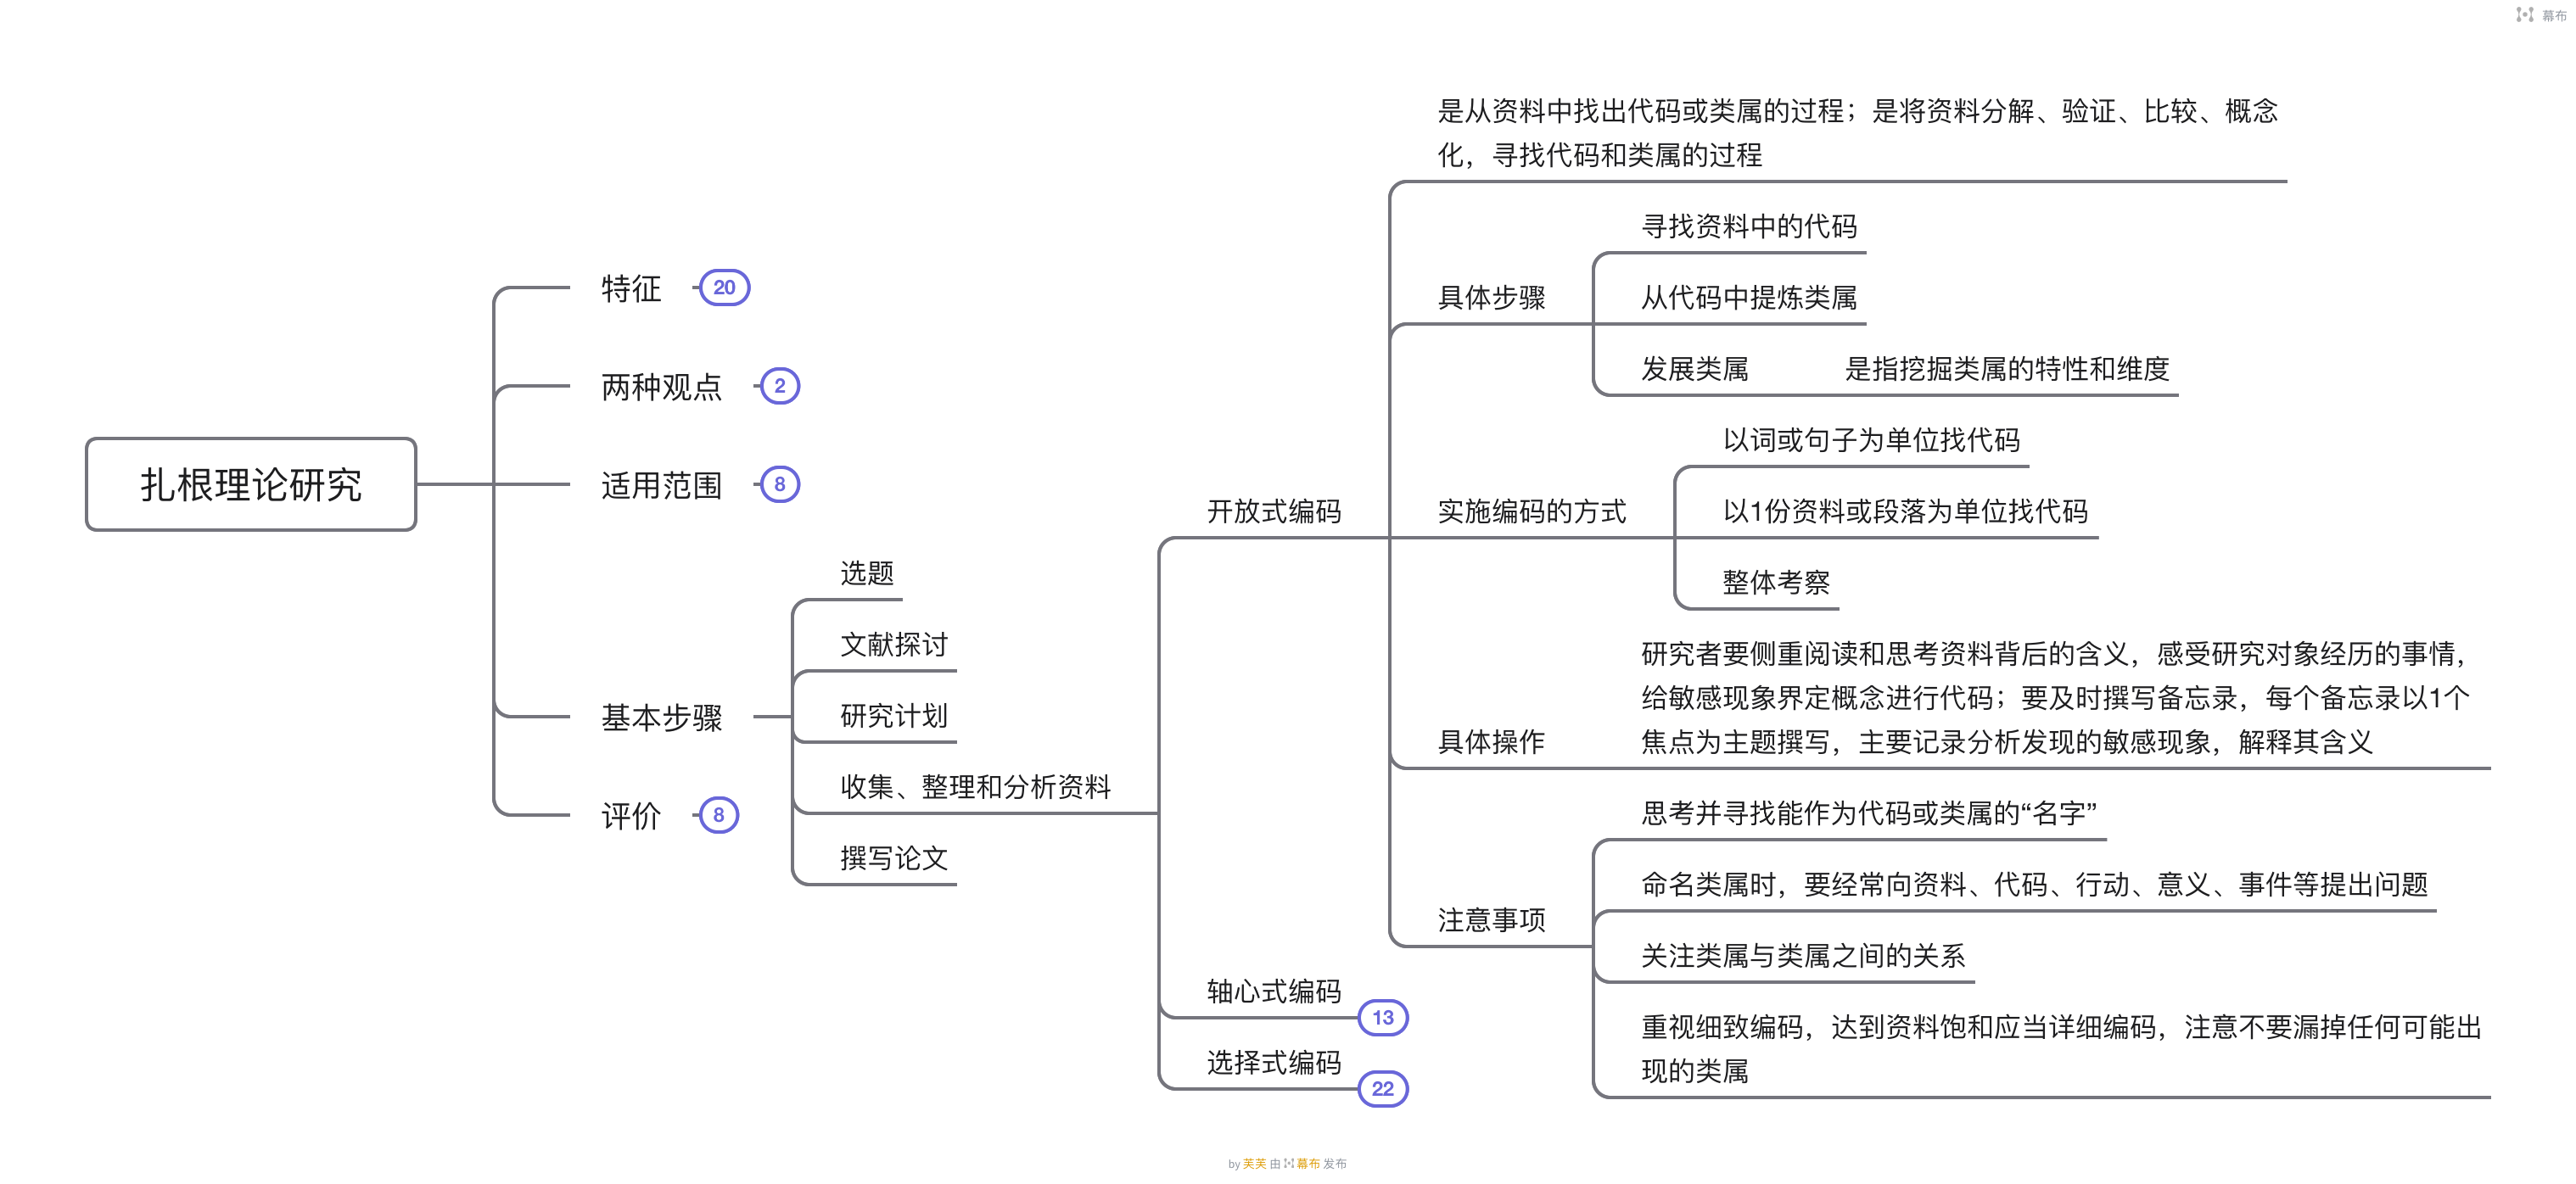 幕布
扎根理论研究
特征
20
两种观点
2
适用范围
8
基本步骤
选题
文献探讨
研究计划
收集、整理和分析资料
开放式编码
是从资料中找出代码或类属的过程；是将资料分解、验证、比较、概念
化，寻找代码和类属的过程
具体步骤
寻找资料中的代码
从代码中提炼类属
发展类属
是指挖掘类属的特性和维度
实施编码的方式
以词或句子为单位找代码
以1份资料或段落为单位找代码
整体考察
具体操作
研究者要侧重阅读和思考资料背后的含义，感受研究对象经历的事情，
给敏感现象界定概念进行代码；要及时撰写备忘录，每个备忘录以1个
焦点为主题撰写，主要记录分析发现的敏感现象，解释其含义
注意事项
思考并寻找能作为代码或类属的“名字”
命名类属时，要经常向资料、代码、行动、意义、事件等提出问题
关注类属与类属之间的关系
重视细致编码，达到资料饱和应当详细编码，注意不要漏掉任何可能出
现的类属
轴心式编码
13
选择式编码
22
撰写论文
评价
8
by 芙芙 由 幕布 发布